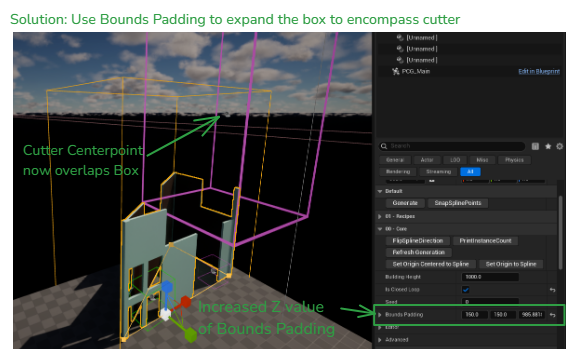 Solution: Use Bounds Padding to expand the box to encompass cutter
[Unnamed]
[Unnamed]
[Unnamed]
PCG_Main
Edit in Blueprint
Search
General
Actor
LOD
Misc
Physics
Rendering
Streaming
All
Cutter Centerpoint
now overlaps Box
Default
Generate
SnapSplinePoints
01 - Recipes
00 - Core
FlipSplineDirection
PrintInstanceCount
Refresh Generation
Set Origin Centered to Spline
Set Origin to Spline
Building Height
1000.0
Is Closed Loop
Seed
0
Increased Z value
of Bounds Padding
Bounds Padding
150.0
150.0
Editor
Advanced